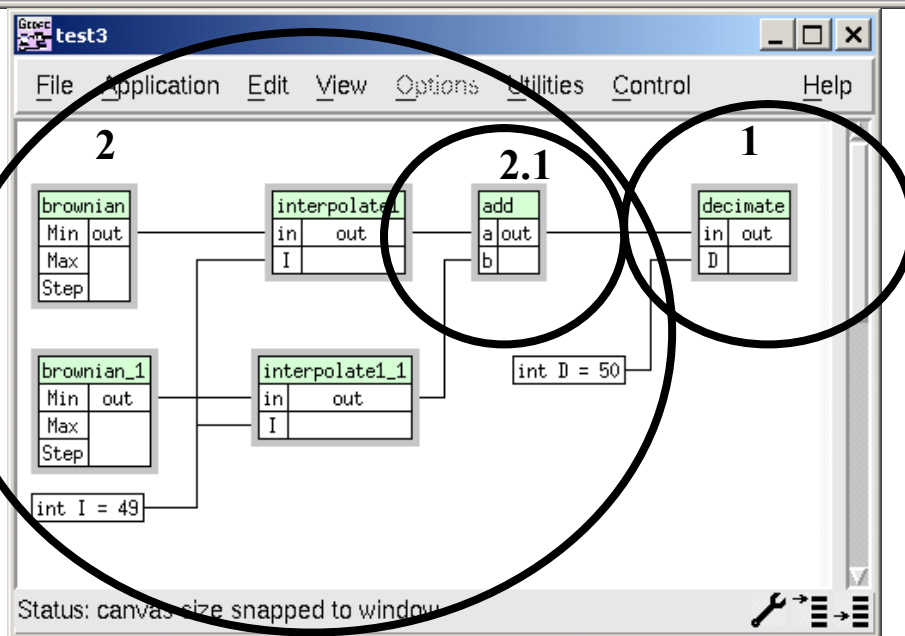 Gedae test3
File Application Edit View Options Utilities Control Help
2
2.1
1
brownian
Min out
Max
Step
interpolate1
in out
I
add
a out
b
decimate
in out
D
brownian_1
Min out
Max
Step
interpolate1_1
in out
I
int D = 50
int I = 49
Status: canvas size snapped to window